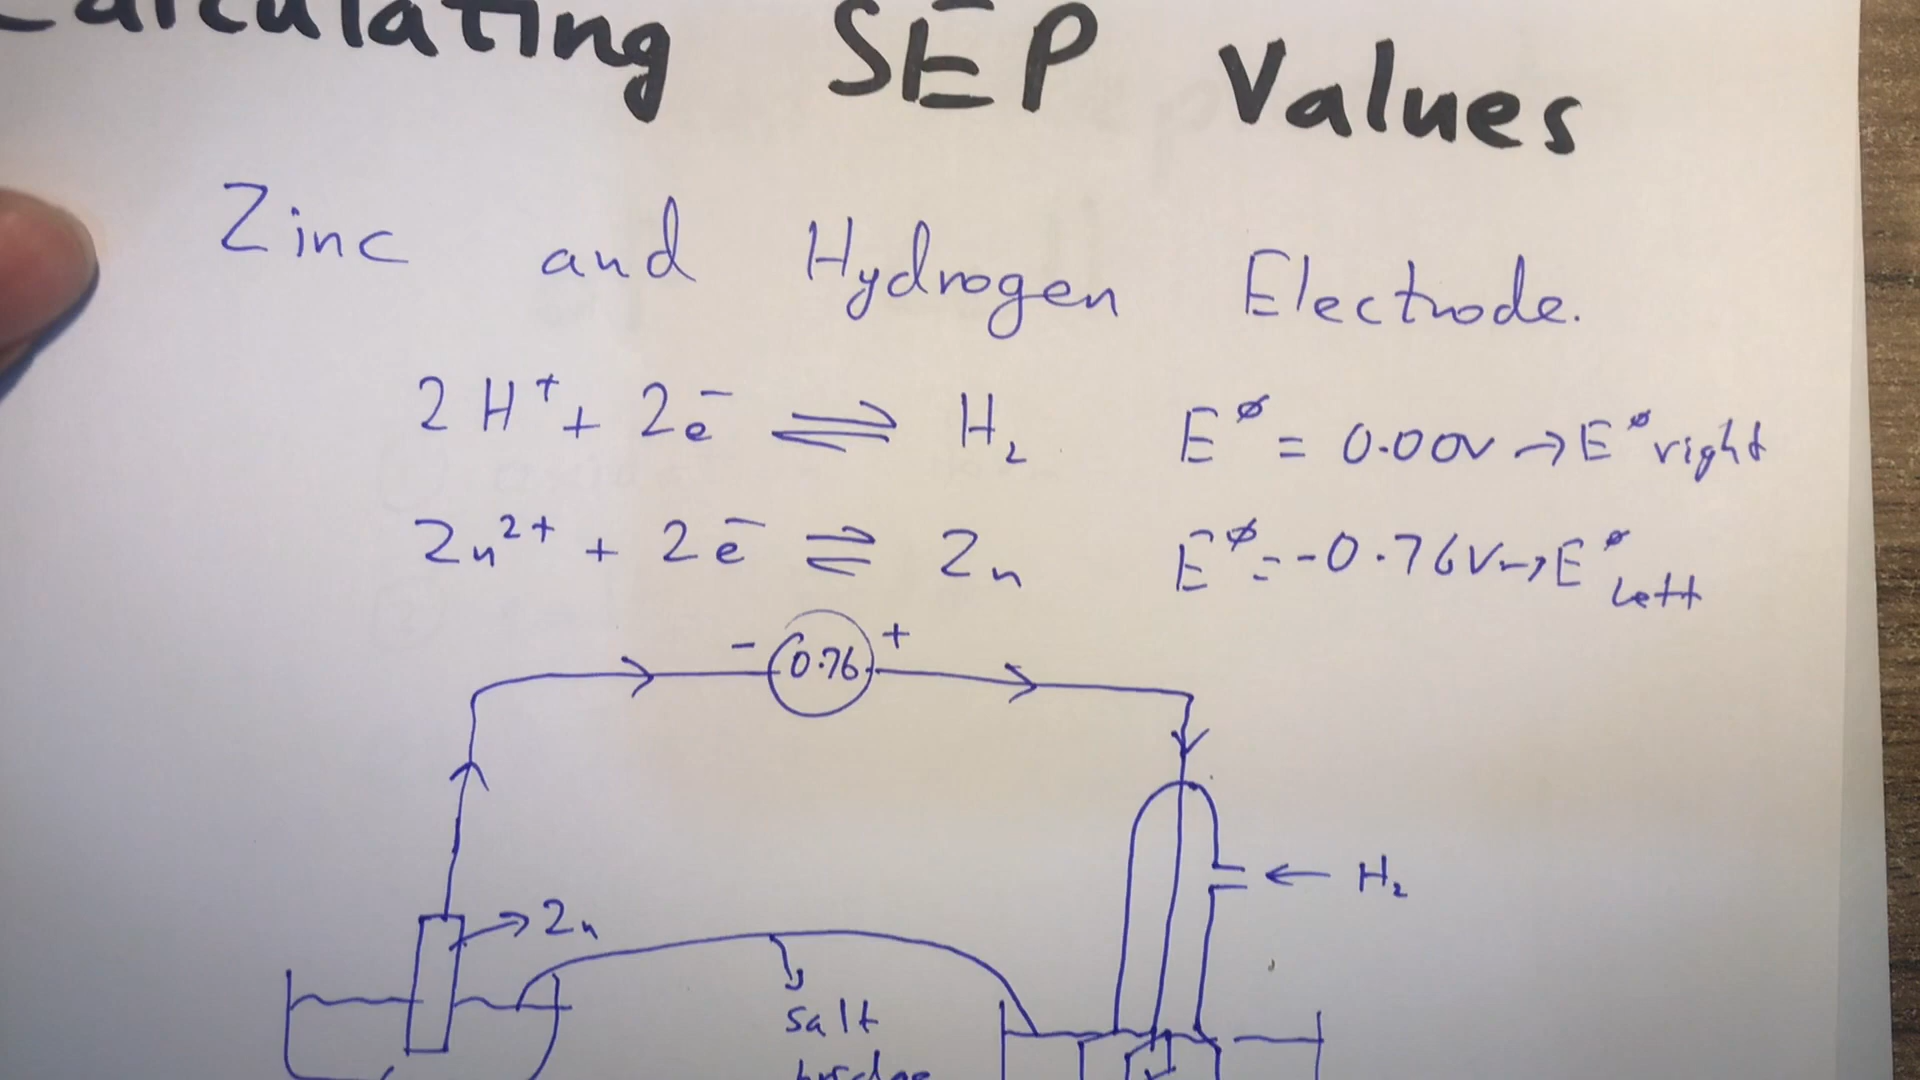 Calculating SEP Values
Zinc and Hydrogen Electrode.
2H⁺ + 2e⁻ ⇌ H₂ E⦵ = 0.00V → E⦵ right
Zn²⁺ + 2e⁻ ⇌ Zn E⦵ = -0.76V → E⦵ Left
- 0.76 +
← H₂
→ Zn
salt
bridge